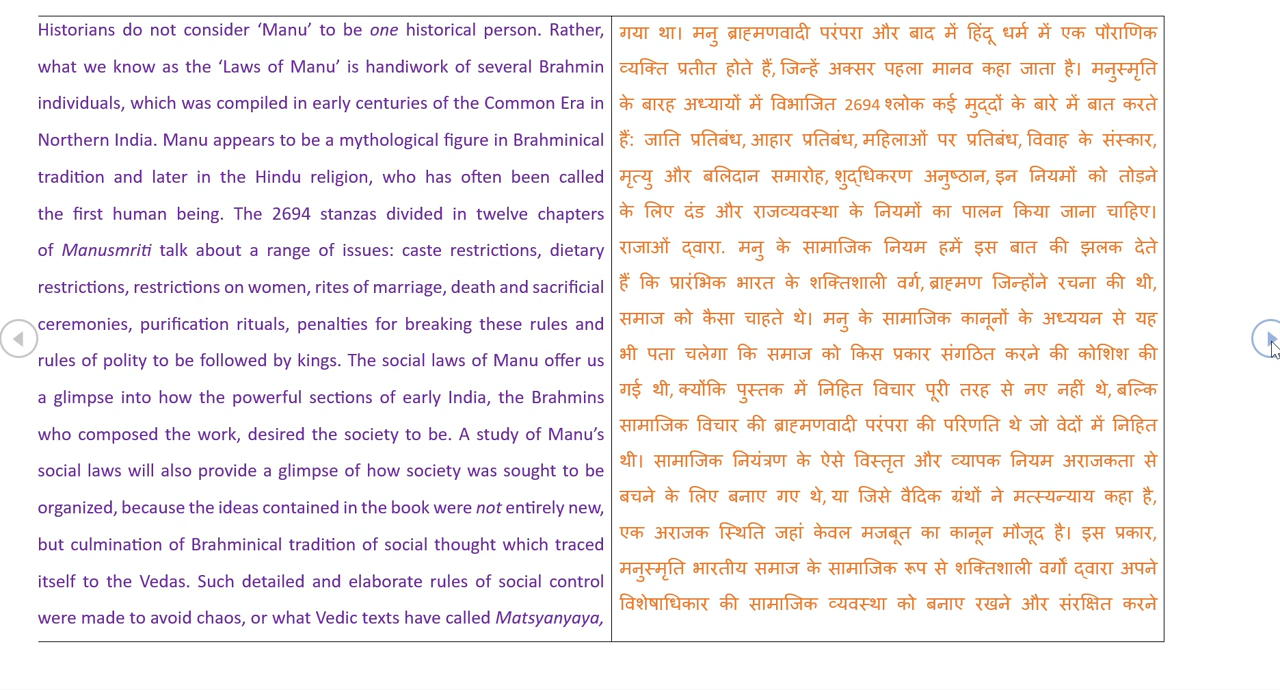 Historians do not consider ‘Manu’ to be one historical person. Rather,
what we know as the ‘Laws of Manu’ is handiwork of several Brahmin
individuals, which was compiled in early centuries of the Common Era in
Northern India. Manu appears to be a mythological figure in Brahminical
tradition and later in the Hindu religion, who has often been called
the first human being. The 2694 stanzas divided in twelve chapters
of Manusmriti talk about a range of issues: caste restrictions, dietary
restrictions, restrictions on women, rites of marriage, death and sacrificial
ceremonies, purification rituals, penalties for breaking these rules and
rules of polity to be followed by kings. The social laws of Manu offer us
a glimpse into how the powerful sections of early India, the Brahmins
who composed the work, desired the society to be. A study of Manu’s
social laws will also provide a glimpse of how society was sought to be
organized, because the ideas contained in the book were not entirely new,
but culmination of Brahminical tradition of social thought which traced
itself to the Vedas. Such detailed and elaborate rules of social control
were made to avoid chaos, or what Vedic texts have called Matsyanyaya,
गया था। मनु ब्राह्मणवादी परंपरा और बाद में हिंदू धर्म में एक पौराणिक
व्यक्ति प्रतीत होते हैं, जिन्हें अक्सर पहला मानव कहा जाता है। मनुस्मृति
के बारह अध्यायों में विभाजित 2694 श्लोक कई मुद्दों के बारे में बात करते
हैं: जाति प्रतिबंध, आहार प्रतिबंध, महिलाओं पर प्रतिबंध, विवाह के संस्कार,
मृत्यु और बलिदान समारोह, शुद्धिकरण अनुष्ठान, इन नियमों को तोड़ने
के लिए दंड और राजव्यवस्था के नियमों का पालन किया जाना चाहिए।
राजाओं द्वारा. मनु के सामाजिक नियम हमें इस बात की झलक देते
हैं कि प्रारंभिक भारत के शक्तिशाली वर्ग, ब्राह्मण जिन्होंने रचना की थी,
समाज को कैसा चाहते थे। मनु के सामाजिक कानूनों के अध्ययन से यह
भी पता चलेगा कि समाज को किस प्रकार संगठित करने की कोशिश की
गई थी, क्योंकि पुस्तक में निहित विचार पूरी तरह से नए नहीं थे, बल्कि
सामाजिक विचार की ब्राह्मणवादी परंपरा की परिणति थे जो वेदों में निहित
थी। सामाजिक नियंत्रण के ऐसे विस्तृत और व्यापक नियम अराजकता से
बचने के लिए बनाए गए थे, या जिसे वैदिक ग्रंथों ने मत्स्यन्याय कहा है,
एक अराजक स्थिति जहां केवल मजबूत का कानून मौजूद है। इस प्रकार,
मनुस्मृति भारतीय समाज के सामाजिक रूप से शक्तिशाली वर्गों द्वारा अपने
विशेषाधिकार की सामाजिक व्यवस्था को बनाए रखने और संरक्षित करने